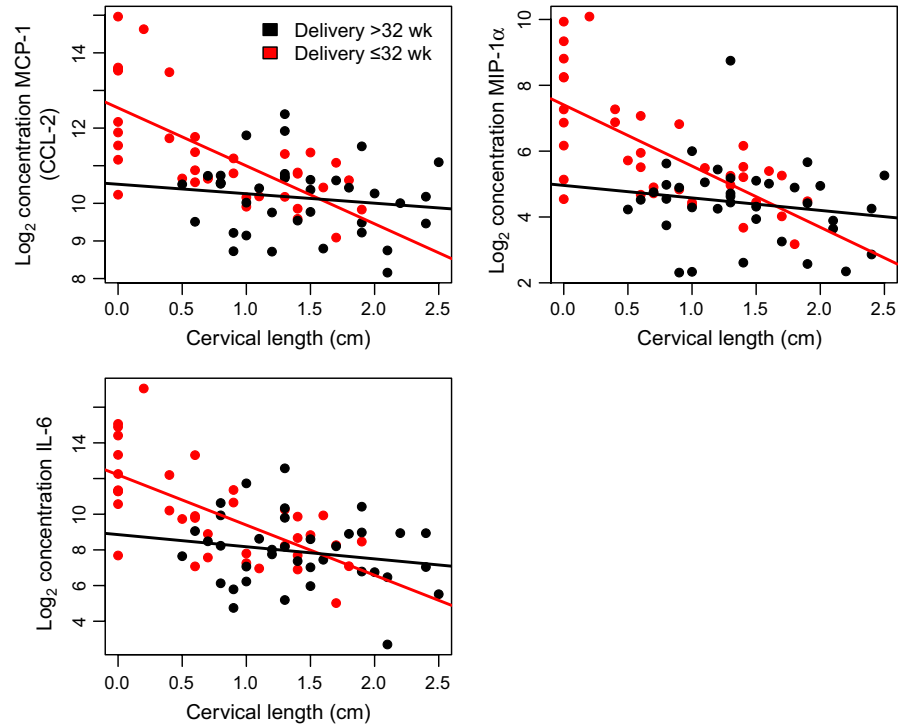 Log2 concentration MCP-1
(CCL-2)
15
13
12
11
10
9
8
Delivery >32 wk
Delivery ≤32 wk
0.0 0.5 1.0 1.5 2.0 2.5
Cervical length (cm)
Log2 concentration MIP-1α
10
8
6
4
2
0.0 0.5 1.0 1.5 2.0 2.5
Cervical length (cm)
Log2 concentration IL-6
14
12
10
8
6
4
0.0 0.5 1.0 1.5 2.0 2.5
Cervical length (cm)